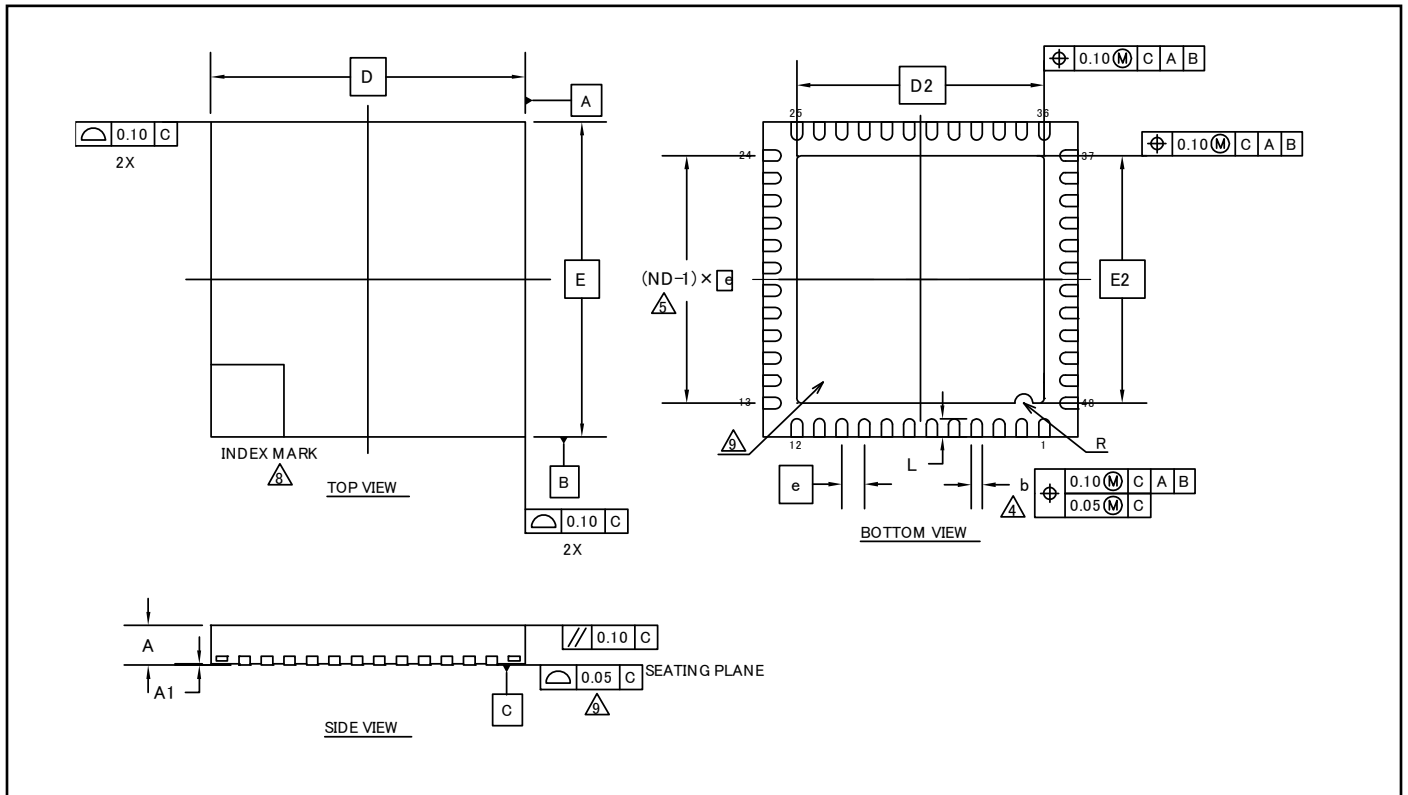 D
A
⌓ 0.10 C
2X
E
INDEX MARK
8
TOP VIEW
B
⌓ 0.10 C
2X
D2
⌖ 0.10 Ⓜ C A B
25
36
⌖ 0.10 Ⓜ C A B
24
37
(ND-1)× e
5
E2
13
48
12
1
9
L
R
e
b
4
⌖ 0.10 Ⓜ C A B
0.05 Ⓜ C
BOTTOM VIEW
A
A1
// 0.10 C
⌓ 0.05 C SEATING PLANE
9
C
SIDE VIEW